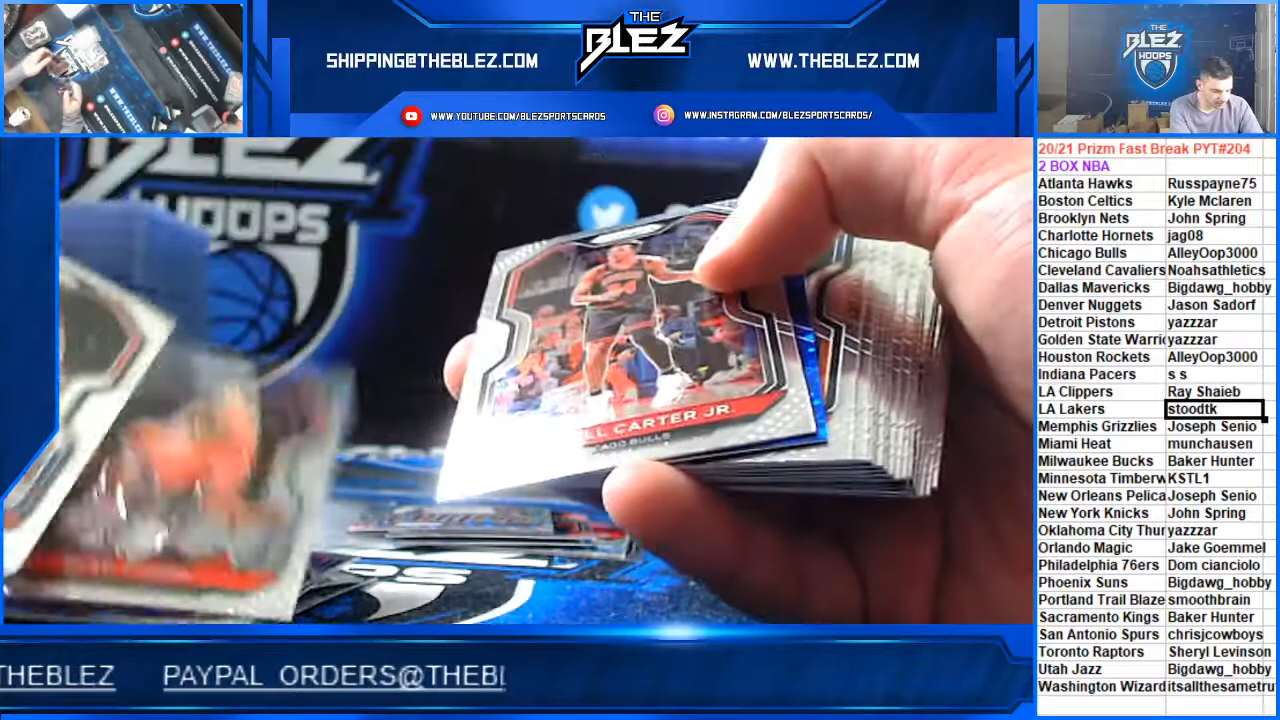 THE
BLEZ
SHIPPING@THEBLEZ.COM
WWW.THEBLEZ.COM
WWW.YOUTUBE.COM/BLEZSPORTSCARDS
WWW.INSTAGRAM.COM/BLEZSPORTSCARDS/
THE
BLEZ
HOOPS
BLEZ
HOOPS
LL CARTER JR.
AGO BULLS
THEBLEZ PAYPAL ORDERS@THEBL
20/21 Prizm Fast Break PYT#204
2 BOX NBA
Atlanta Hawks Russpayne75
Boston Celtics Kyle Mclaren
Brooklyn Nets John Spring
Charlotte Hornets jag08
Chicago Bulls AlleyOop3000
Cleveland Cavaliers Noahsathletics
Dallas Mavericks Bigdawg_hobby
Denver Nuggets Jason Sadorf
Detroit Pistons yazzzar
Golden State Warri yazzzar
Houston Rockets AlleyOop3000
Indiana Pacers s s
LA Clippers Ray Shaieb
LA Lakers stoodtk
Memphis Grizzlies Joseph Senio
Miami Heat munchausen
Milwaukee Bucks Baker Hunter
Minnesota Timberw KSTL1
New Orleans Pelica Joseph Senio
New York Knicks John Spring
Oklahoma City Thun yazzzar
Orlando Magic Jake Goemmel
Philadelphia 76ers Dom cianciolo
Phoenix Suns Bigdawg_hobby
Portland Trail Blaze smoothbrain
Sacramento Kings Baker Hunter
San Antonio Spurs chrisjcowboys
Toronto Raptors Sheryl Levinson
Utah Jazz Bigdawg_hobby
Washington Wizard itsallthesametru